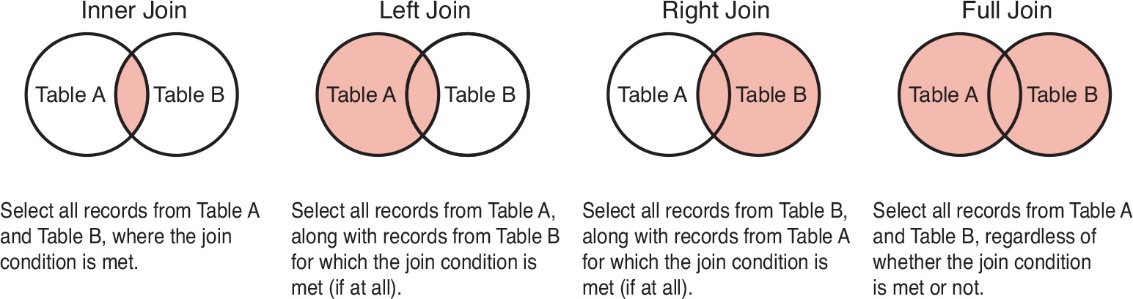 Inner Join
Table A
Table B
Select all records from Table A
and Table B, where the join
condition is met.
Left Join
Table A
Table B
Select all records from Table A,
along with records from Table B
for which the join condition is
met (if at all).
Right Join
Table A
Table B
Select all records from Table B,
along with records from Table A
for which the join condition is
met (if at all).
Full Join
Table A
Table B
Select all records from Table A
and Table B, regardless of
whether the join condition
is met or not.